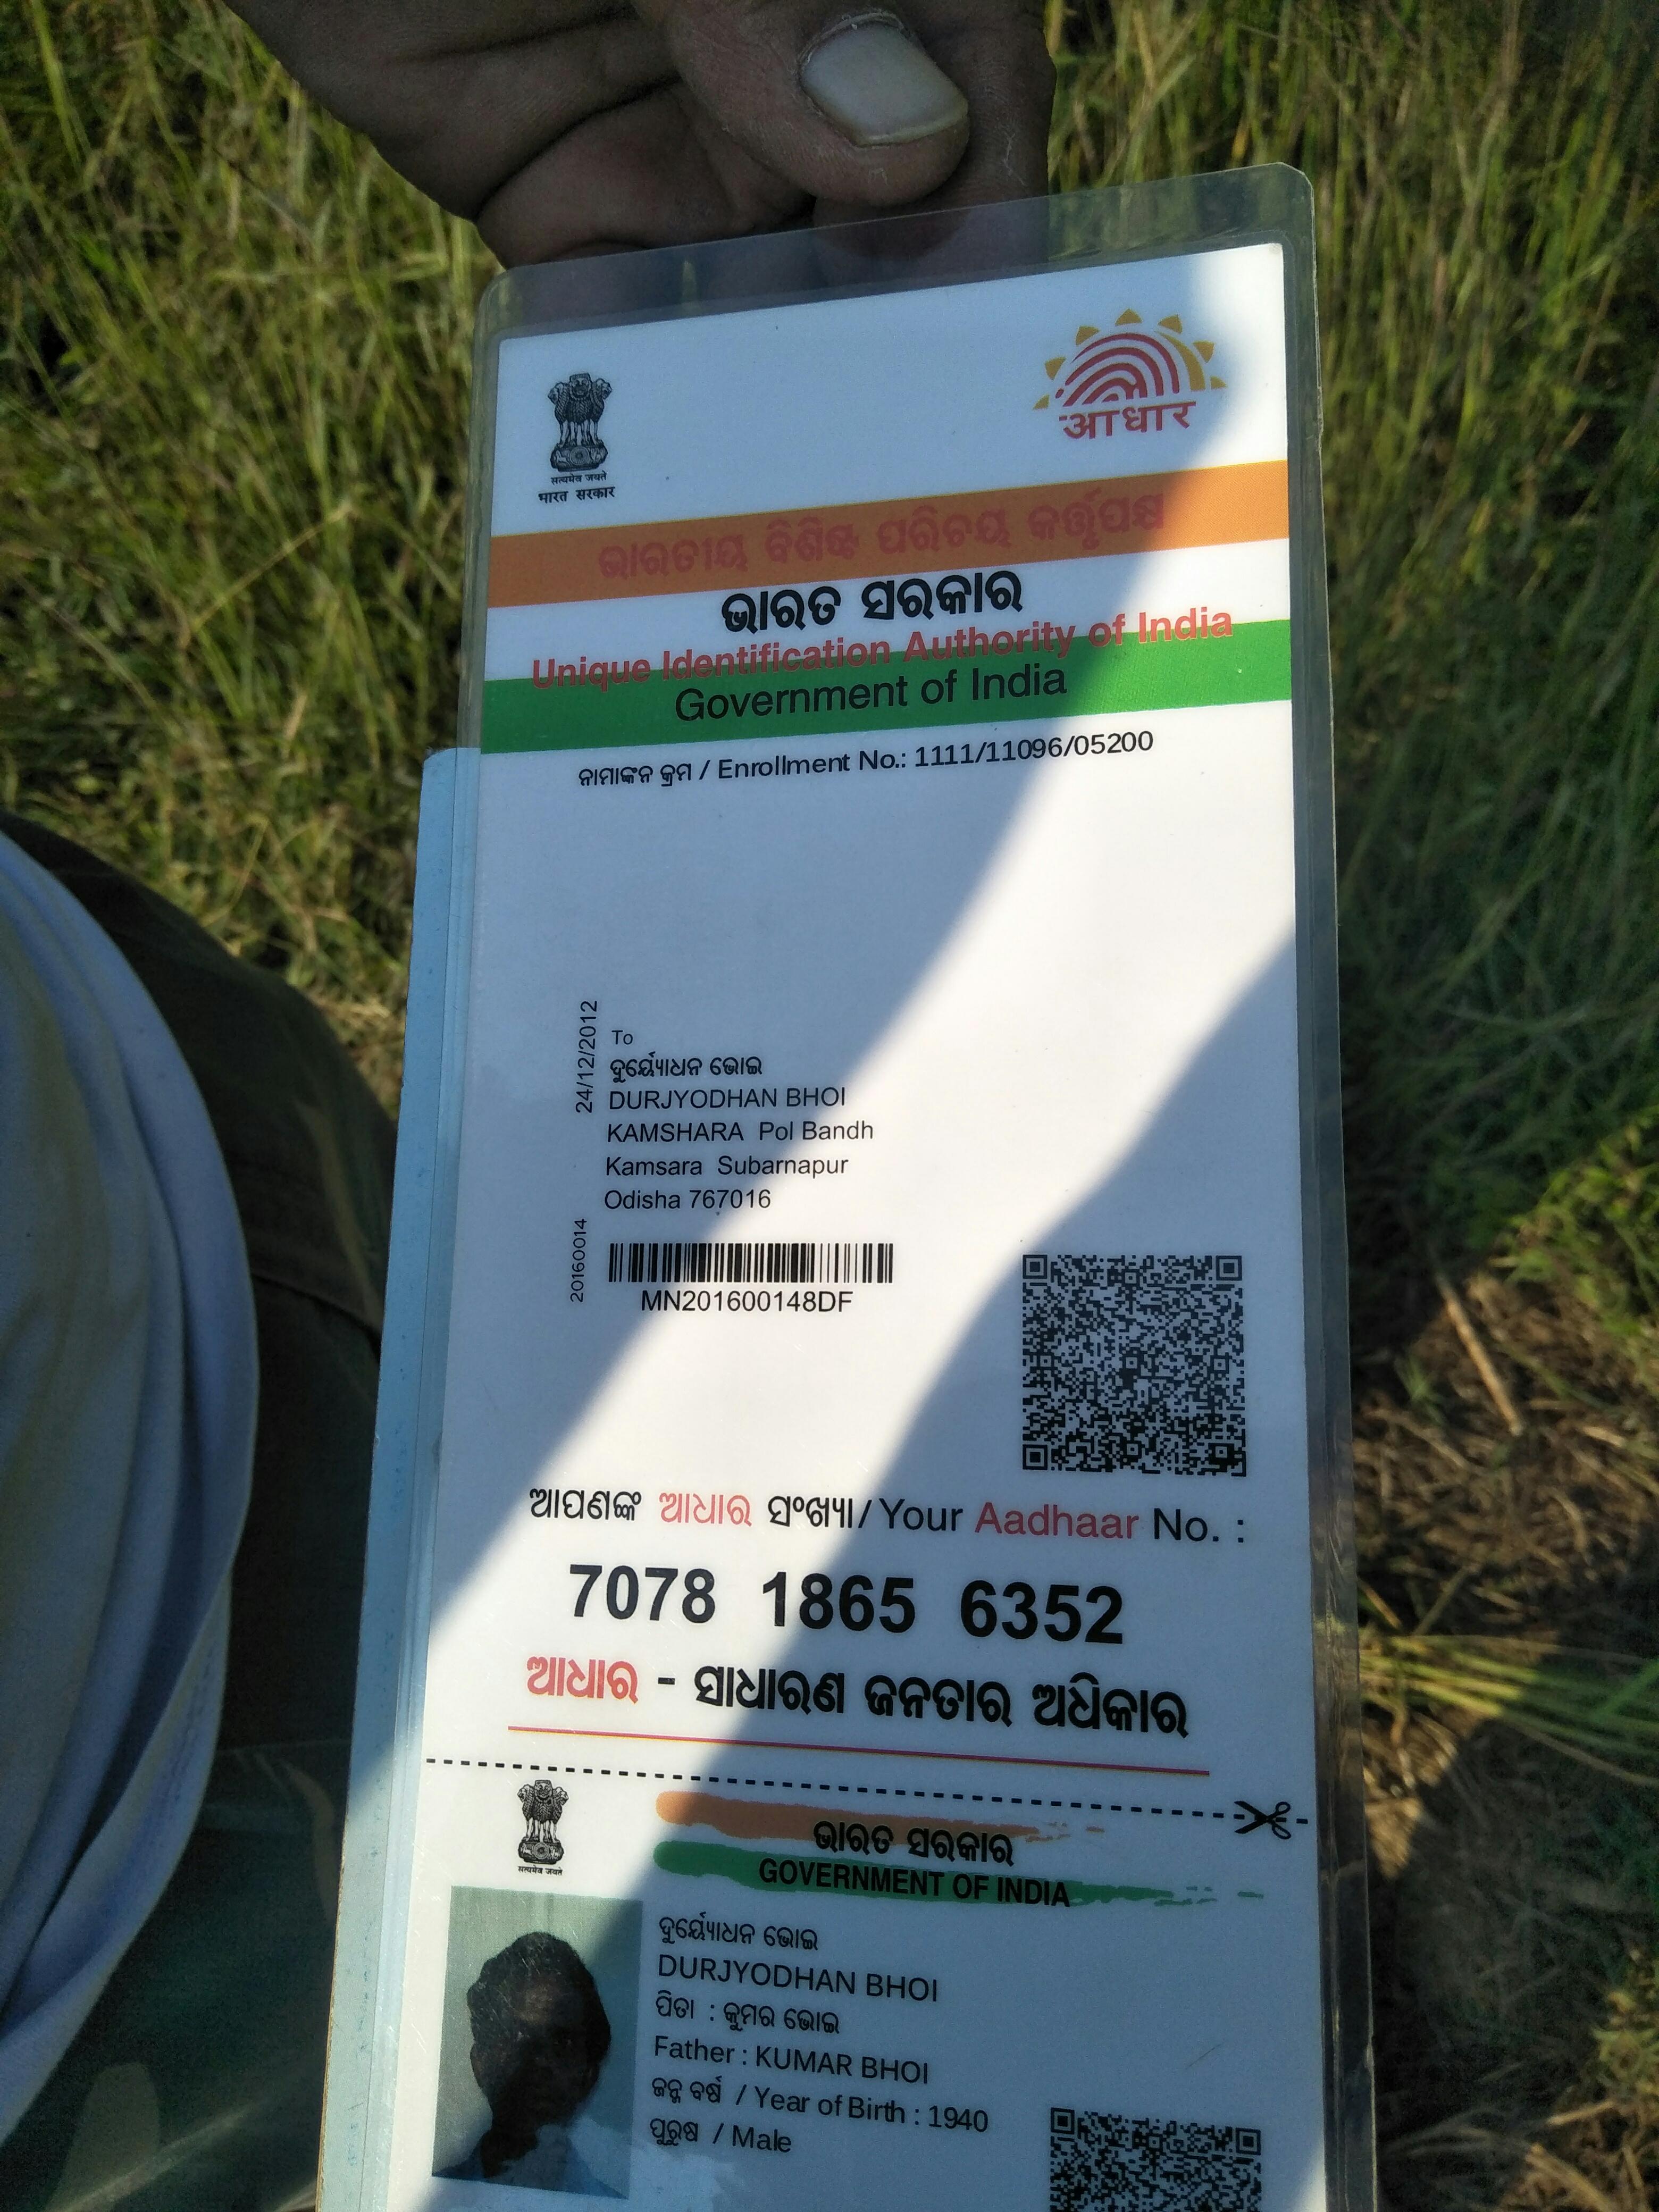 आधार
सत्यमेव जयते
भारत सरकार
ଭାରତୀୟ ବିଶିଷ୍ଟ ପରିଚୟ କର୍ତ୍ତୃପକ୍ଷ
ଭାରତ ସରକାର
Unique Identification Authority of India
Government of India
ନାମାଙ୍କନ କ୍ରମ / Enrollment No.: 1111/11096/05200
24/12/2012
To
ଦୁର୍ଯ୍ୟୋଧନ ଭୋଇ
DURJYODHAN BHOI
KAMSHARA Pol Bandh
Kamsara Subarnapur
Odisha 767016
20160014
MN201600148DF
ଆପଣଙ୍କ ଆଧାର ସଂଖ୍ୟା/ Your Aadhaar No. :
7078 1865 6352
ଆଧାର - ସାଧାରଣ ଜନତାର ଅଧିକାର
सत्यमेव जयते
ଭାରତ ସରକାର
GOVERNMENT OF INDIA
ଦୁର୍ଯ୍ୟୋଧନ ଭୋଇ
DURJYODHAN BHOI
ପିତା : କୁମର ଭୋଇ
Father : KUMAR BHOI
ଜନ୍ମ ବର୍ଷ / Year of Birth : 1940
ପୁରୁଷ / Male